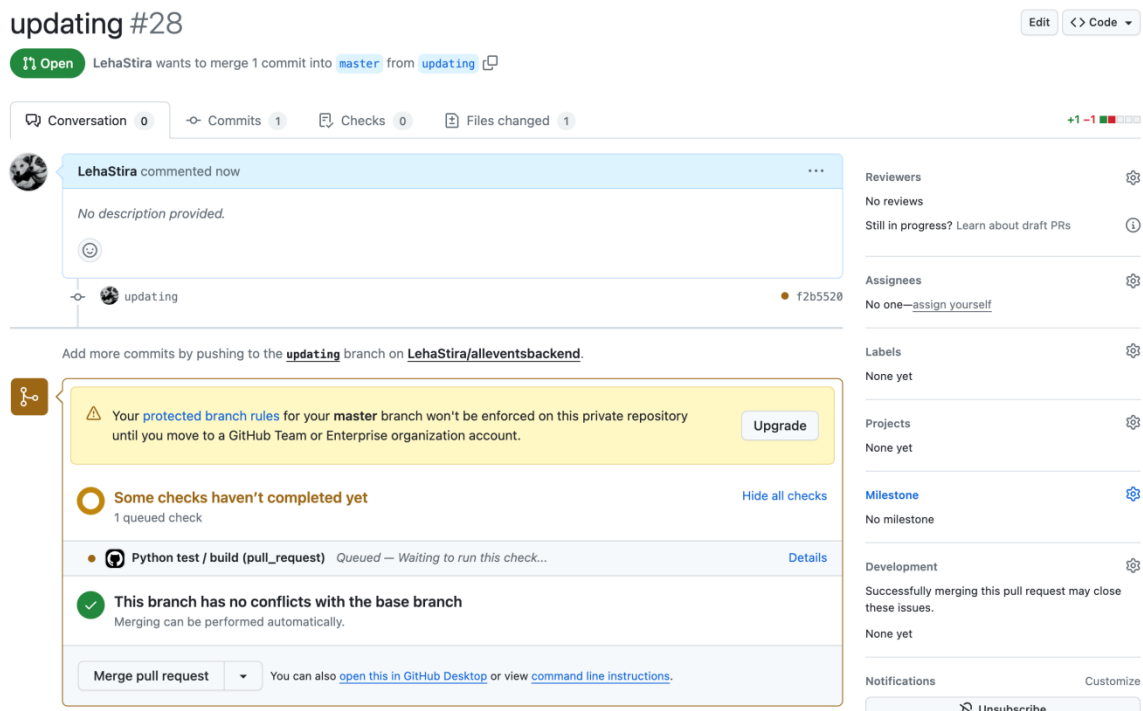 updating #28
Edit
<> Code
Open
LehaStira wants to merge 1 commit into master from updating
Conversation 0
Commits 1
Checks 0
Files changed 1
+1 −1
LehaStira commented now
No description provided.
updating
f2b5520
Add more commits by pushing to the updating branch on LehaStira/alleventsbackend.
Your protected branch rules for your master branch won't be enforced on this private repository
until you move to a GitHub Team or Enterprise organization account.
Upgrade
Some checks haven't completed yet
1 queued check
Hide all checks
Python test / build (pull_request) Queued — Waiting to run this check...
Details
This branch has no conflicts with the base branch
Merging can be performed automatically.
Merge pull request
You can also open this in GitHub Desktop or view command line instructions.
Reviewers
No reviews
Still in progress? Learn about draft PRs
Assignees
No one—assign yourself
Labels
None yet
Projects
None yet
Milestone
No milestone
Development
Successfully merging this pull request may close
these issues.
None yet
Notifications
Customize
Unsubscribe